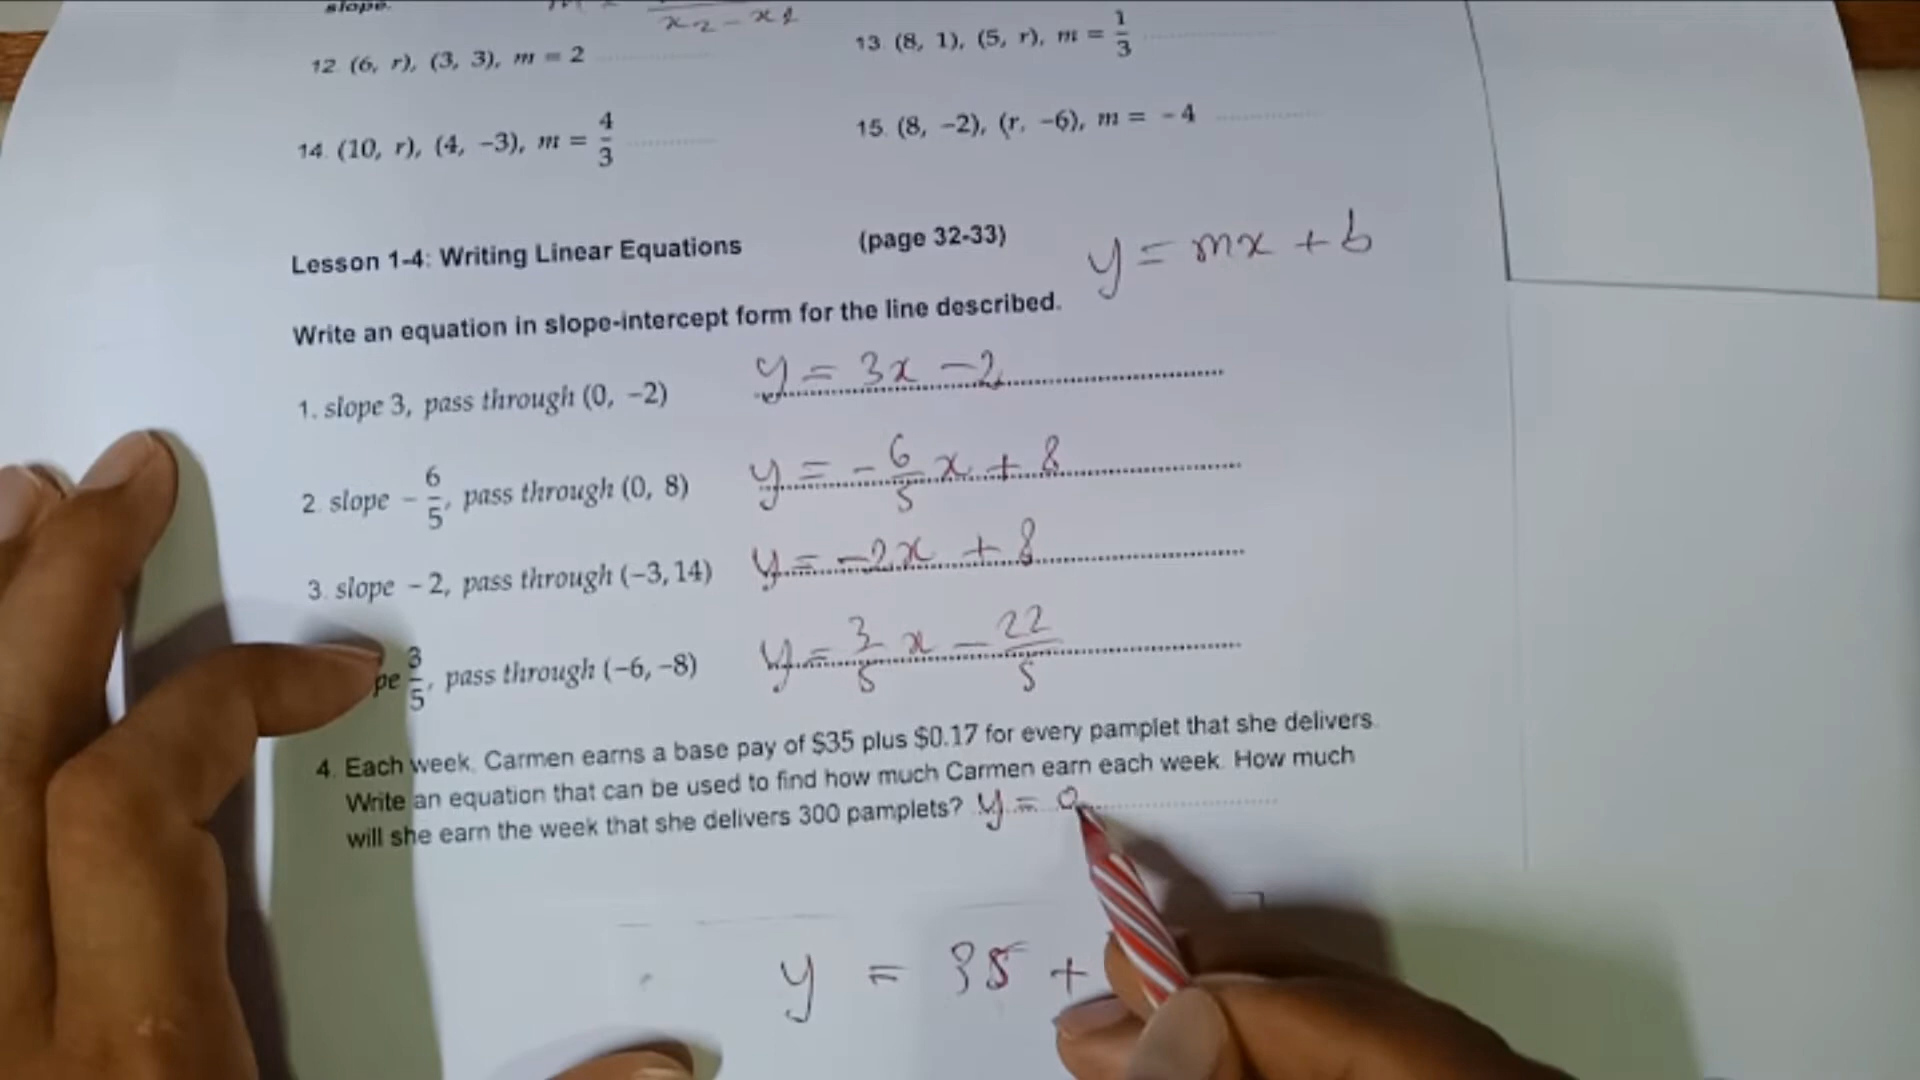 slope.
x₂ - x₁
12. (6, r), (3, 3), m = 2
13. (8, 1), (5, r), m = 1/3
14. (10, r), (4, -3), m = 4/3
15. (8, -2), (r, -6), m = -4
Lesson 1-4: Writing Linear Equations (page 32-33)
y = mx + b
Write an equation in slope-intercept form for the line described.
1. slope 3, pass through (0, -2) y = 3x - 2
2. slope - 6/5, pass through (0, 8) y = - 6/5 x + 8
3. slope - 2, pass through (-3, 14) y = -2x + 8
pe 3/5, pass through (-6, -8) y = 3/5 x - 22/5
4. Each week, Carmen earns a base pay of $35 plus $0.17 for every pamplet that she delivers.
Write an equation that can be used to find how much Carmen earn each week. How much
will she earn the week that she delivers 300 pamplets? y = 0
y = 35 +